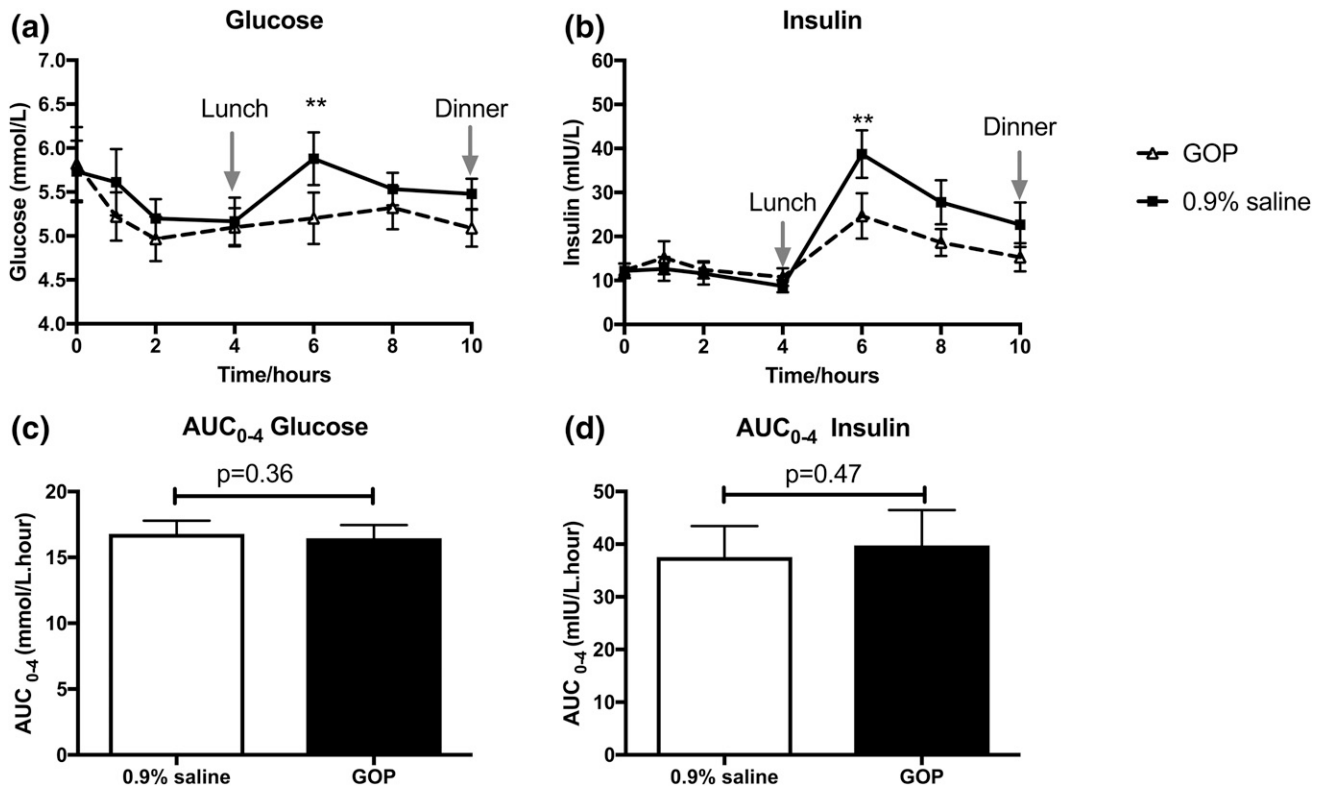 (a) Glucose
Glucose (mmol/L)
7.0
6.5
6.0
5.5
5.0
4.5
4.0
Lunch
**
Dinner
0 2 4 6 8 10
Time/hours
(b) Insulin
Insulin (mIU/L)
60
50
40
30
20
10
0
Lunch
**
Dinner
0 2 4 6 8 10
Time/hours
GOP
0.9% saline
(c) AUC0-4 Glucose
AUC 0-4 (mmol/L.hour)
p=0.36
20
15
10
5
0
0.9% saline GOP
(d) AUC0-4 Insulin
AUC 0-4 (mIU/L.hour)
p=0.47
50
40
30
20
10
0
0.9% saline GOP